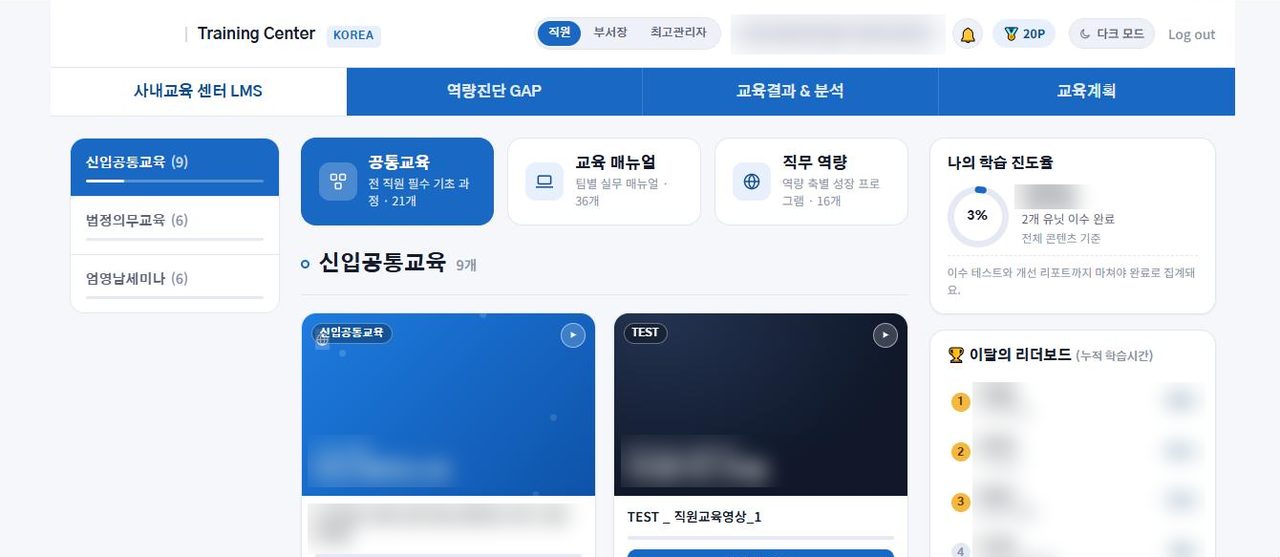 Training Center KOREA
직원 부서장 최고관리자
20P
다크 모드
Log out
사내교육 센터 LMS
역량진단 GAP
교육결과 & 분석
교육계획
신입공통교육 (9)
법정의무교육 (6)
엄영남세미나 (6)
공통교육
전 직원 필수 기초 과
정 · 21개
교육 매뉴얼
팀별 실무 매뉴얼 ·
36개
직무 역량
역량 축별 성장 프로
그램 · 16개
신입공통교육 9개
신입공통교육
TEST
TEST _ 직원교육영상_1
나의 학습 진도율
3%
2개 유닛 이수 완료
전체 콘텐츠 기준
이수 테스트와 개선 리포트까지 마쳐야 완료로 집계돼
요.
이달의 리더보드 (누적 학습시간)
1
2
3
4